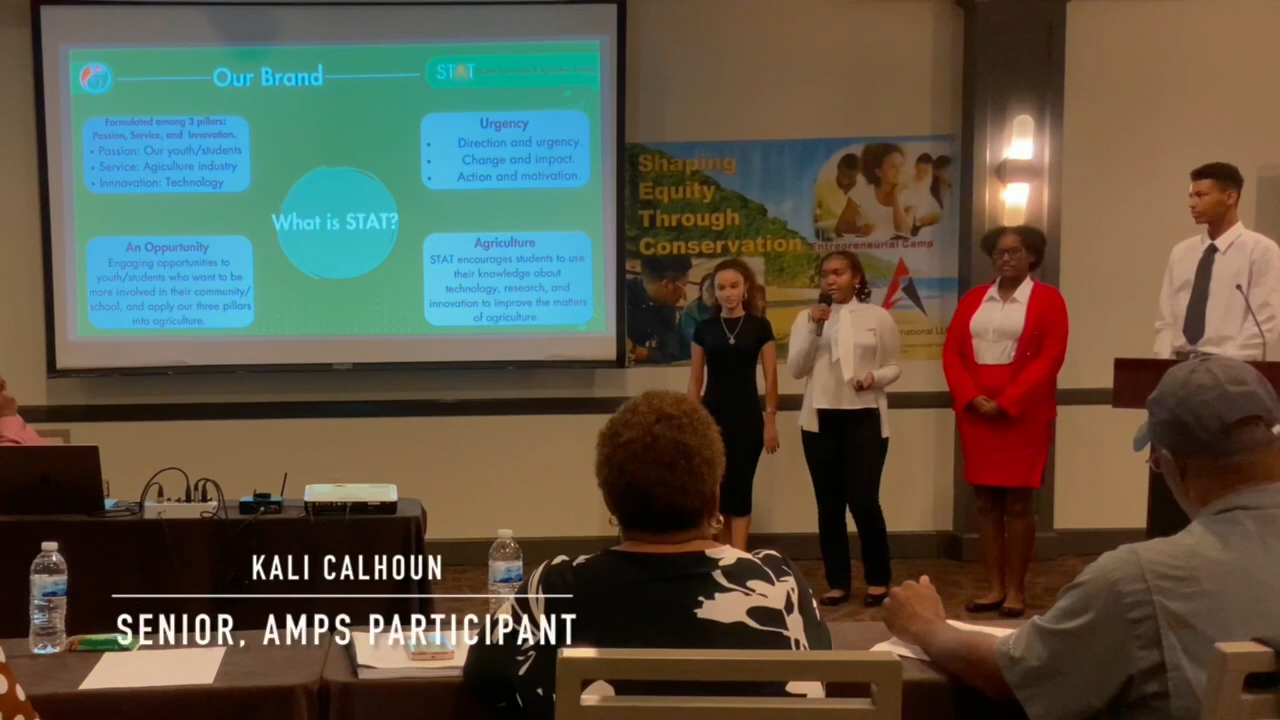 Our Brand
STAT
Formulated among 3 pillars:
Passion, Service, and Innovation.
• Passion: Our youth/students
• Service: Agiculture industry
• Innnovation: Technology
Urgency
• Direction and urgency.
• Change and impact.
• Action and motivation.
What is STAT?
An Oppurtunity
Engaging opportunities to
youth/students who want to be
more involved in their community/
school, and apply our three pillars
into agriculture.
Agriculture
STAT encourages students to use
their knowledge about
technology, research, and
innovation to improve the matters
of agriculture.
Shaping
Equity
Through
Conservation
Entrepreneurial Camp
KALI CALHOUN
SENIOR, AMPS PARTICIPANT